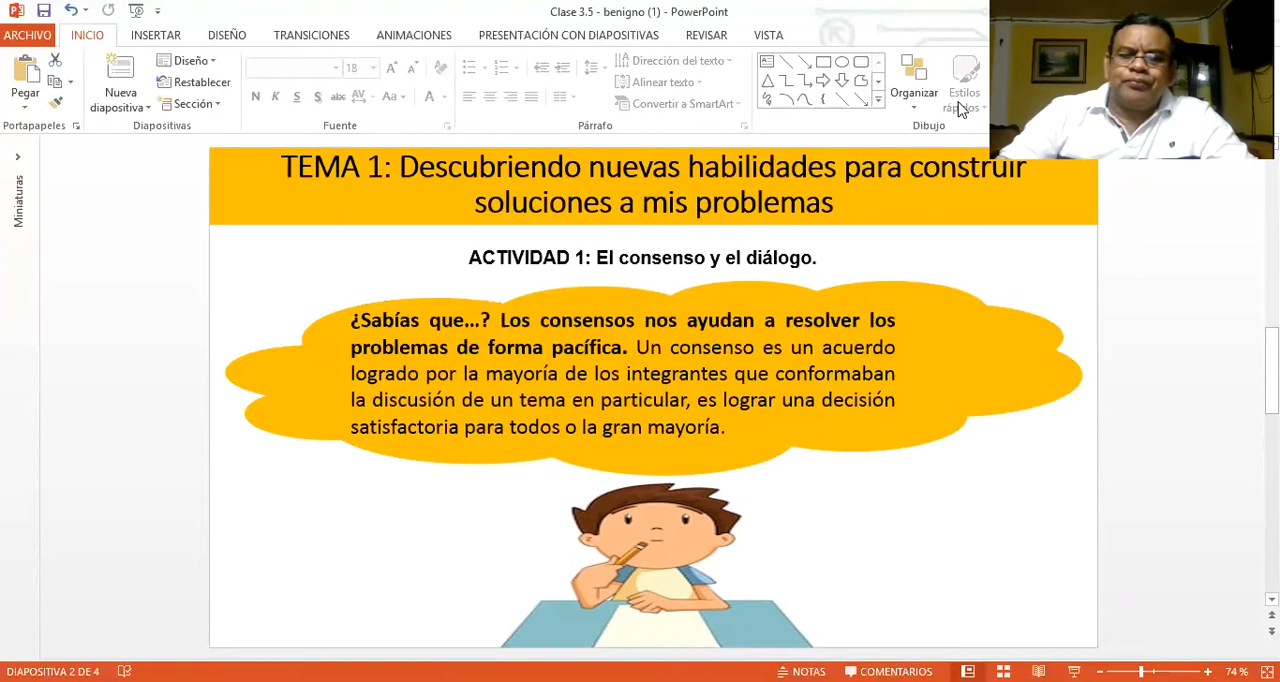 Clase 3.5 - benigno (1) - PowerPoint
ARCHIVO INICIO INSERTAR DISEÑO TRANSICIONES ANIMACIONES PRESENTACIÓN CON DIAPOSITIVAS REVISAR VISTA
Pegar
Nueva
diapositiva
Diseño
Restablecer
Sección
18
N K S S abc AV Aa A
Dirección del texto
Alinear texto
Convertir a SmartArt
Organizar
Estilos
rápidos
Portapapeles Diapositivas Fuente Párrafo Dibujo
Miniaturas
TEMA 1: Descubriendo nuevas habilidades para construir
soluciones a mis problemas
ACTIVIDAD 1: El consenso y el diálogo.
¿Sabías que...? Los consensos nos ayudan a resolver los
problemas de forma pacífica. Un consenso es un acuerdo
logrado por la mayoría de los integrantes que conformaban
la discusión de un tema en particular, es lograr una decisión
satisfactoria para todos o la gran mayoría.
DIAPOSITIVA 2 DE 4 NOTAS COMENTARIOS 74 %